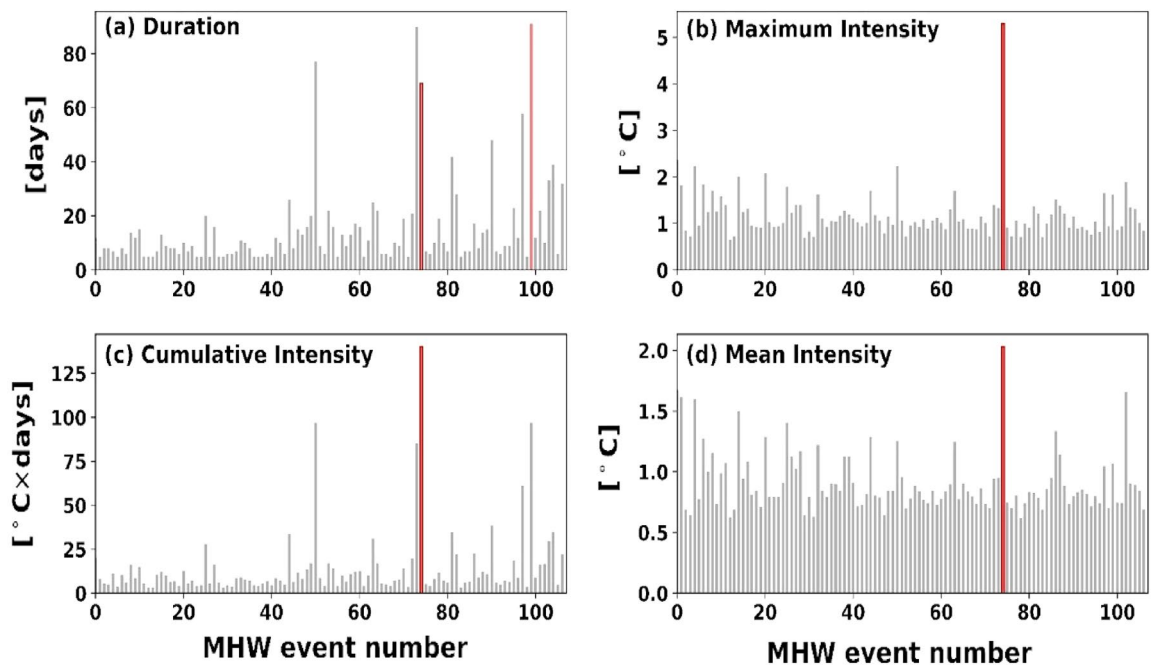 (a) Duration
[days]
80
60
40
20
0
0 20 40 60 80 100
(b) Maximum Intensity
[°C]
5
4
3
2
1
0
0 20 40 60 80 100
(c) Cumulative Intensity
[°C×days]
125
100
75
50
25
0
0 20 40 60 80 100
MHW event number
(d) Mean Intensity
[°C]
2.0
1.5
1.0
0.5
0.0
0 20 40 60 80 100
MHW event number